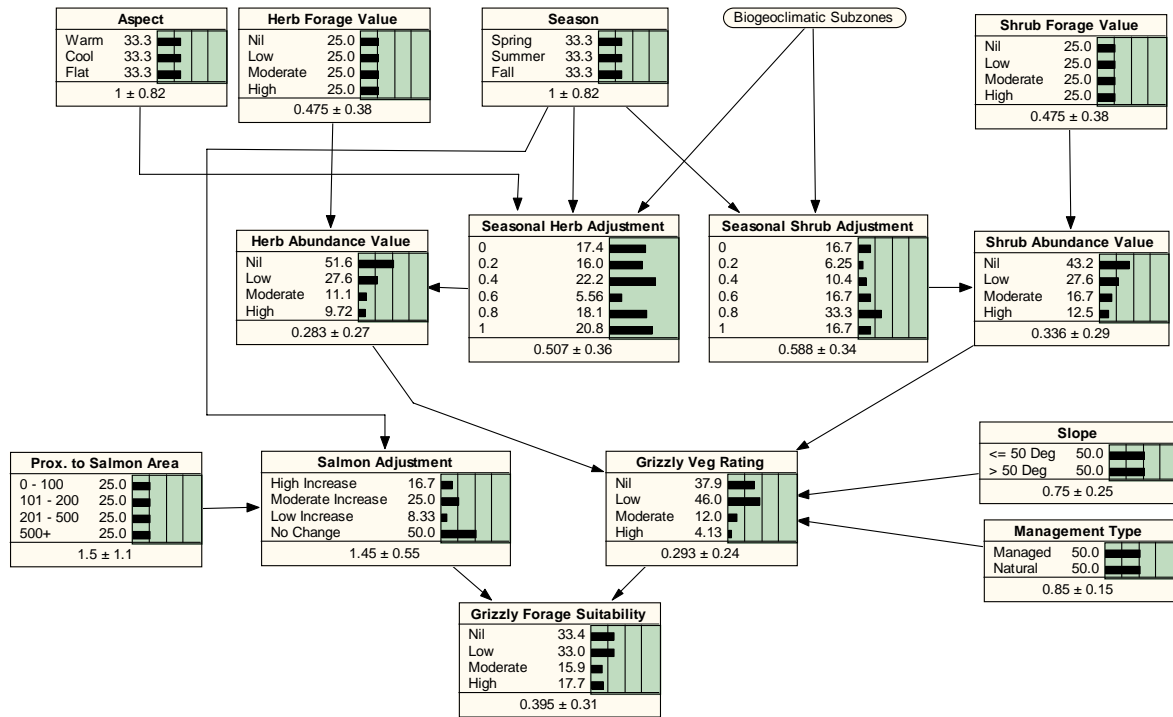 Aspect
Warm 33.3
Cool 33.3
Flat 33.3
1 ± 0.82
Herb Forage Value
Nil 25.0
Low 25.0
Moderate 25.0
High 25.0
0.475 ± 0.38
Season
Spring 33.3
Summer 33.3
Fall 33.3
1 ± 0.82
Biogeoclimatic Subzones
Shrub Forage Value
Nil 25.0
Low 25.0
Moderate 25.0
High 25.0
0.475 ± 0.38
Herb Abundance Value
Nil 51.6
Low 27.6
Moderate 11.1
High 9.72
0.283 ± 0.27
Seasonal Herb Adjustment
0 17.4
0.2 16.0
0.4 22.2
0.6 5.56
0.8 18.1
1 20.8
0.507 ± 0.36
Seasonal Shrub Adjustment
0 16.7
0.2 6.25
0.4 10.4
0.6 16.7
0.8 33.3
1 16.7
0.588 ± 0.34
Shrub Abundance Value
Nil 43.2
Low 27.6
Moderate 16.7
High 12.5
0.336 ± 0.29
Prox. to Salmon Area
0 - 100 25.0
101 - 200 25.0
201 - 500 25.0
500+ 25.0
1.5 ± 1.1
Salmon Adjustment
High Increase 16.7
Moderate Increase 25.0
Low Increase 8.33
No Change 50.0
1.45 ± 0.55
Grizzly Veg Rating
Nil 37.9
Low 46.0
Moderate 12.0
High 4.13
0.293 ± 0.24
Slope
<= 50 Deg 50.0
> 50 Deg 50.0
0.75 ± 0.25
Management Type
Managed 50.0
Natural 50.0
0.85 ± 0.15
Grizzly Forage Suitability
Nil 33.4
Low 33.0
Moderate 15.9
High 17.7
0.395 ± 0.31